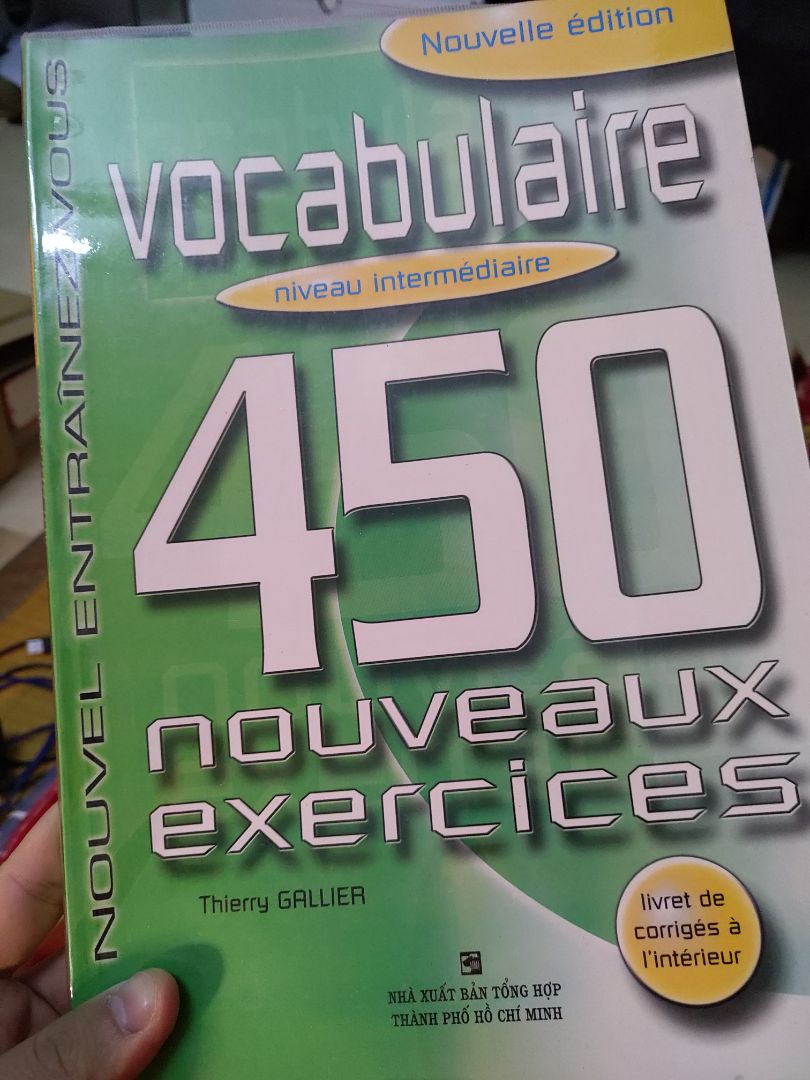 Nouvelle édition
vocabulaire
niveau intermédiaire
450
nouveaux
exercices
NOUVEL ENTRAÎNEZ-VOUS
Thierry GALLIER
livret de
corrigés à
l'intérieur
NHÀ XUẤT BẢN TỔNG HỢP
THÀNH PHỐ HỒ CHÍ MINH